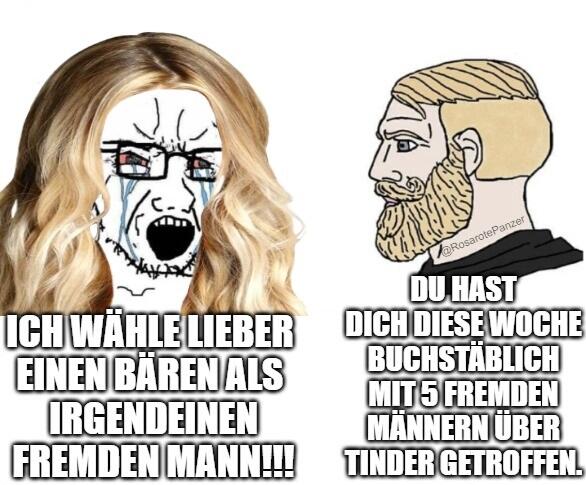 ICH WÄHLE LIEBER
EINEN BÄREN ALS
IRGENDEINEN
FREMDEN MANN!!!
@RosarotePanzer
DU HAST
DICH DIESE WOCHE
BUCHSTÄBLICH
MIT 5 FREMDEN
MÄNNERN ÜBER
TINDER GETROFFEN.